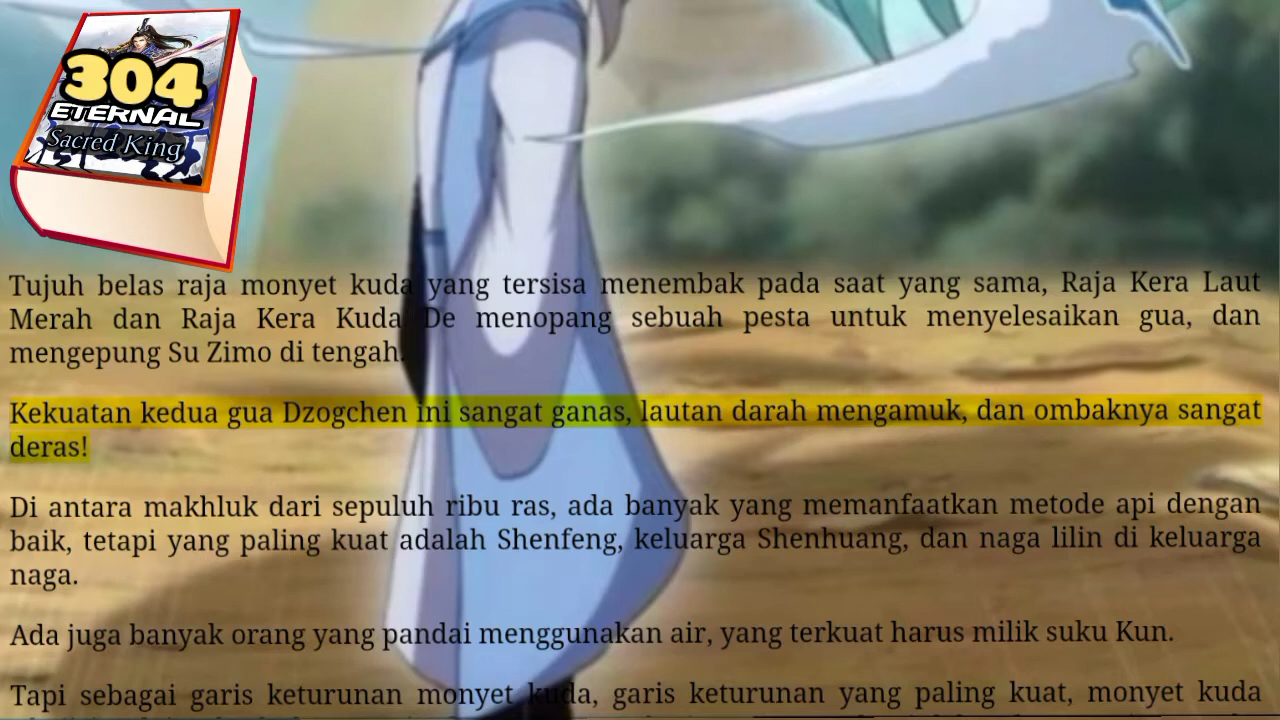 304
ETERNAL
Sacred King
Tujuh belas raja monyet kuda yang tersisa menembak pada saat yang sama, Raja Kera Laut
Merah dan Raja Kera Kuda De menopang sebuah pesta untuk menyelesaikan gua, dan
mengepung Su Zimo di tengah.
Kekuatan kedua gua Dzogchen ini sangat ganas, lautan darah mengamuk, dan ombaknya sangat
deras!
Di antara makhluk dari sepuluh ribu ras, ada banyak yang memanfaatkan metode api dengan
baik, tetapi yang paling kuat adalah Shenfeng, keluarga Shenhuang, dan naga lilin di keluarga
naga.
Ada juga banyak orang yang pandai menggunakan air, yang terkuat harus milik suku Kun.
Tapi sebagai garis keturunan monyet kuda, garis keturunan yang paling kuat, monyet kuda